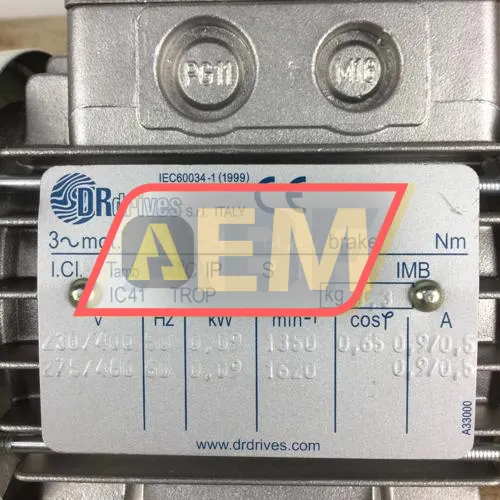 PG11
M16
IEC60034-1 (1999)
DRdrives s.r.l. ITALY CE
3~mot. brake Nm
I.Cl. Tamb °C IP S IMB
IC41 TROP kg
AEM
V Hz kW min-1 cosφ A
230/400 50 0,09 1350 0,65 0,9/0,5
275/480 60 0,09 1620 0,9/0,5
A33000
www.drdrives.com